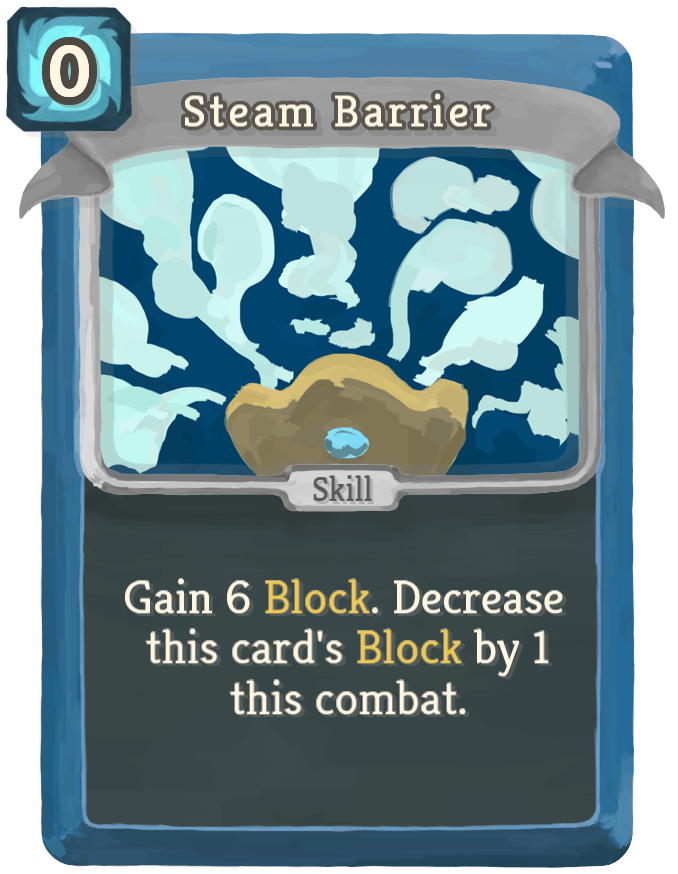 0
Steam Barrier
Skill
Gain 6 Block. Decrease
this card's Block by 1
this combat.